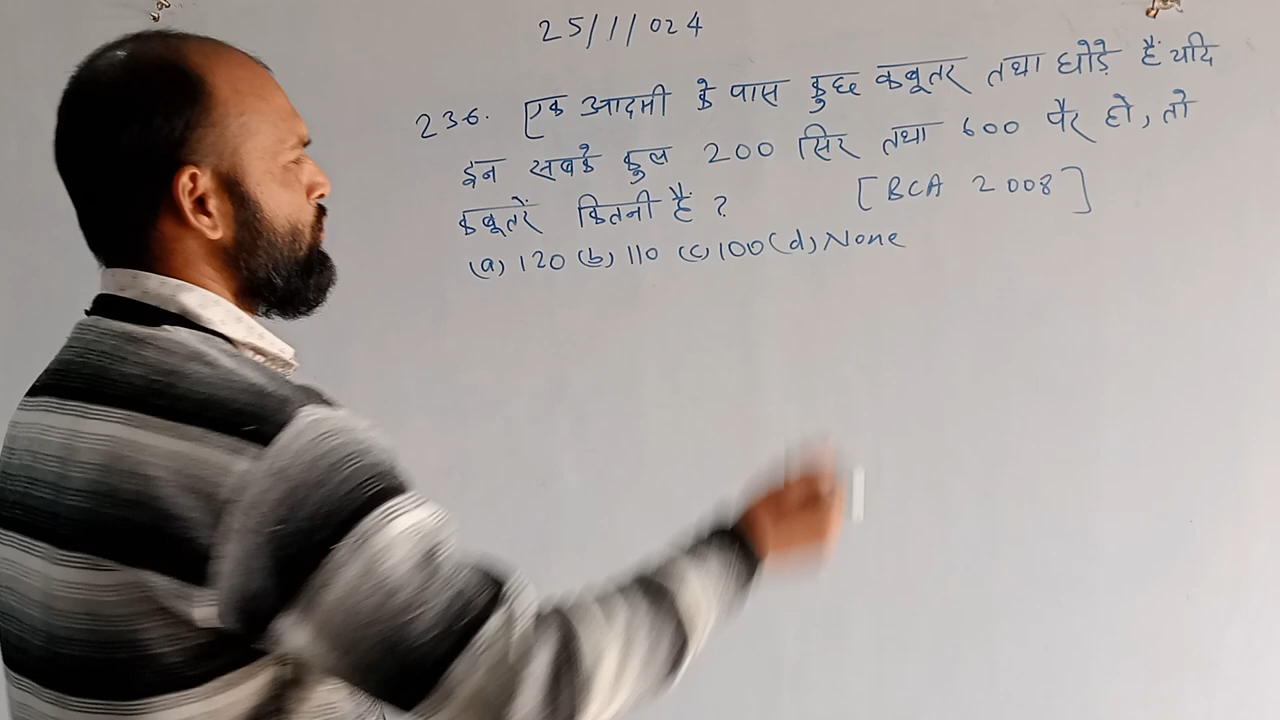 25/1/024
236. एक आदमी के पास कुछ कबूतर तथा घोड़े हैं यदि
इन सबके कुल 200 सिर तथा 600 पैर हो, तो
कबूतरें कितनी हैं ? [BCA 2008]
(a) 120 (b) 110 (c) 100 (d) None